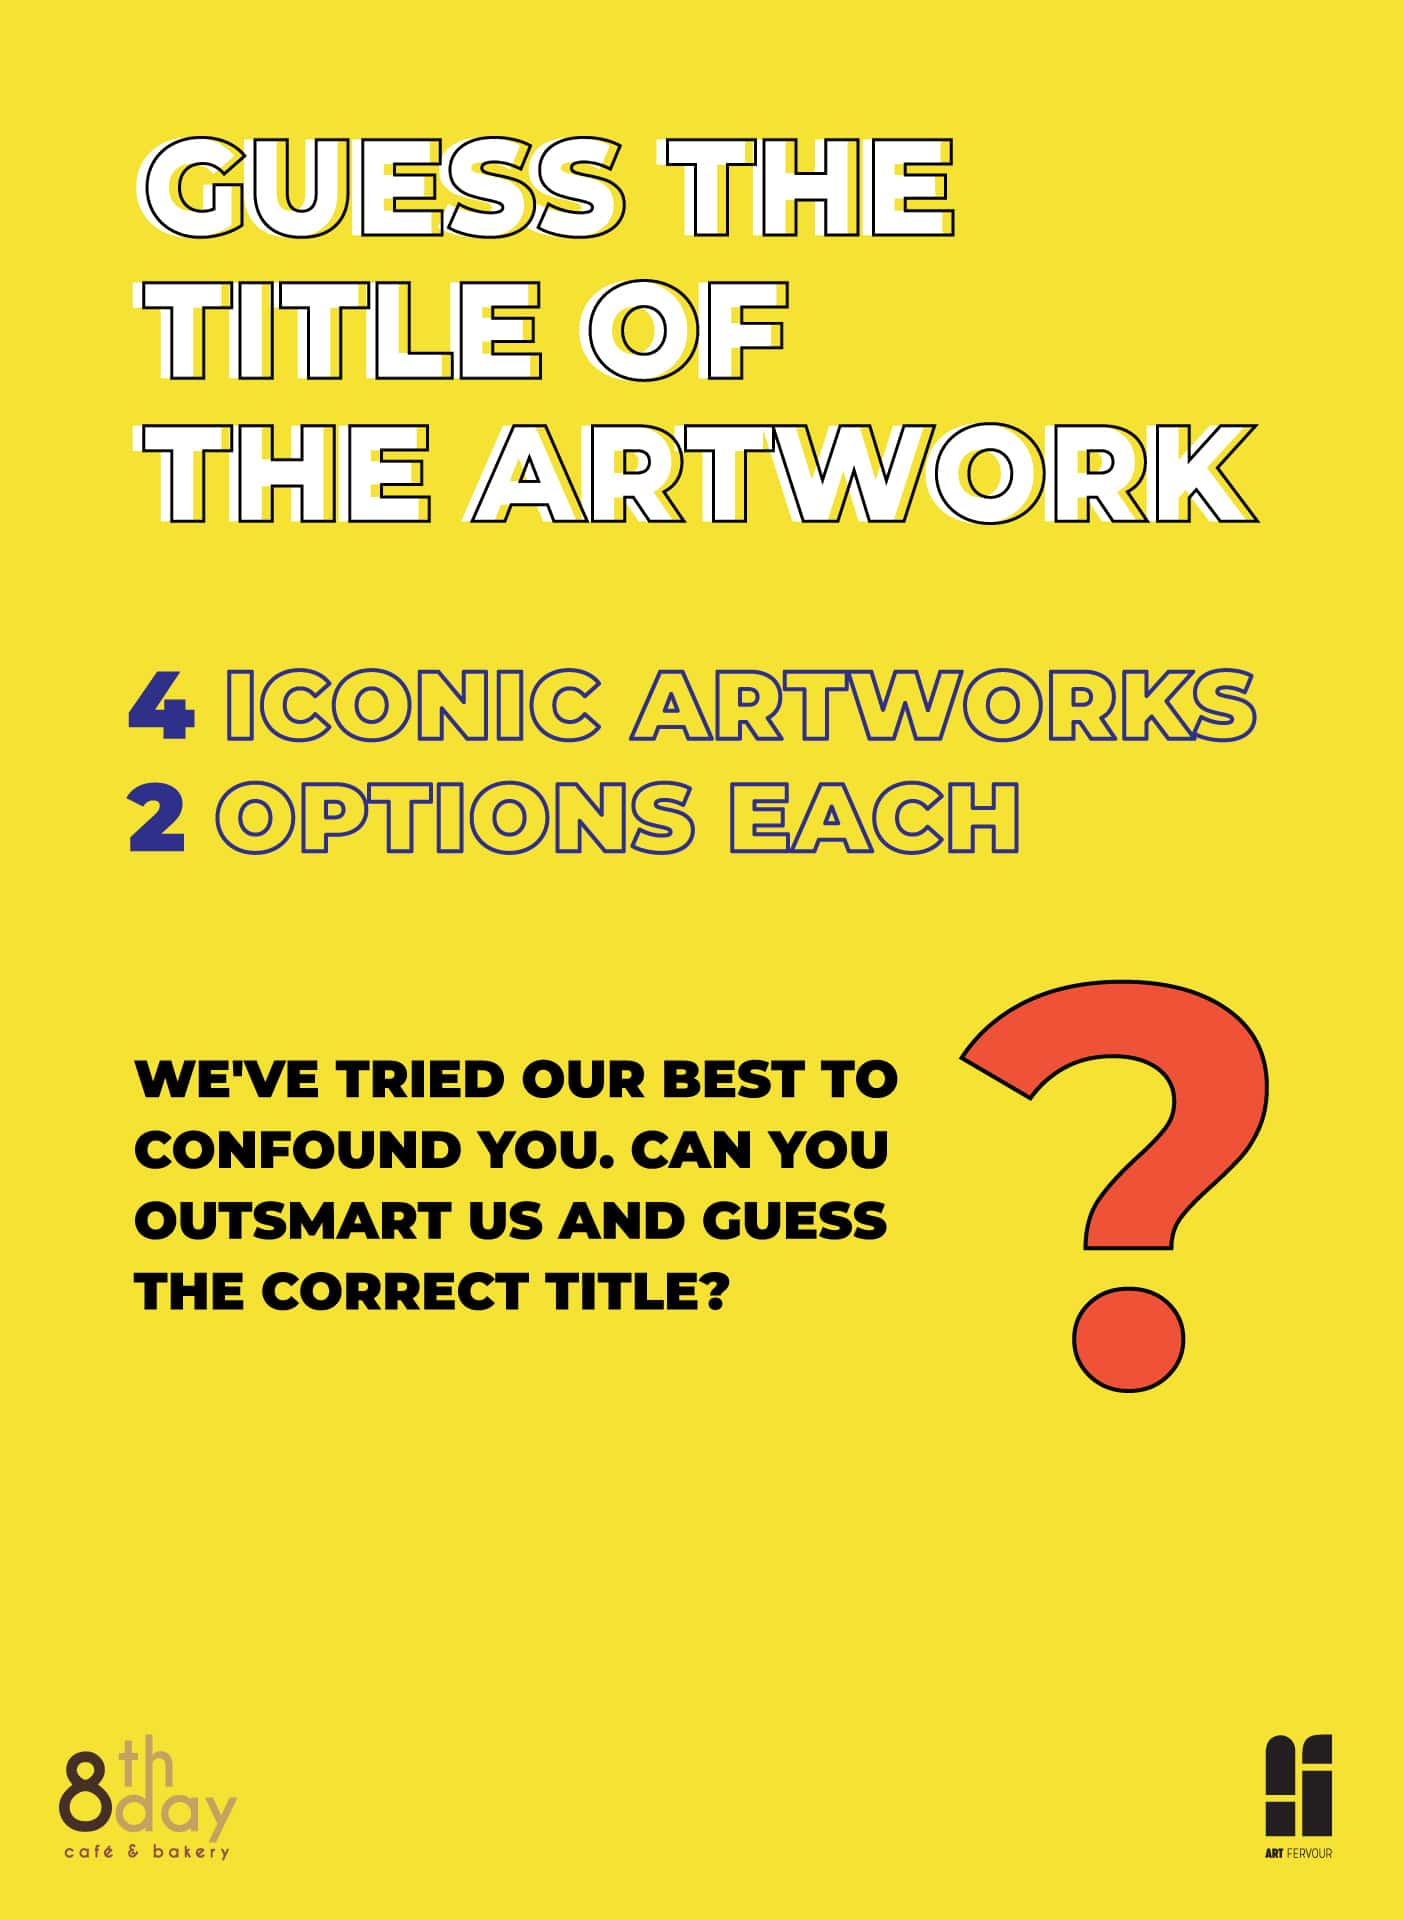 GUESS THE
TITLE OF
THE ARTWORK
4 ICONIC ARTWORKS
2 OPTIONS EACH
WE'VE TRIED OUR BEST TO
CONFOUND YOU. CAN YOU
OUTSMART US AND GUESS
THE CORRECT TITLE?
?
8th day
café & bakery
ART FERVOUR